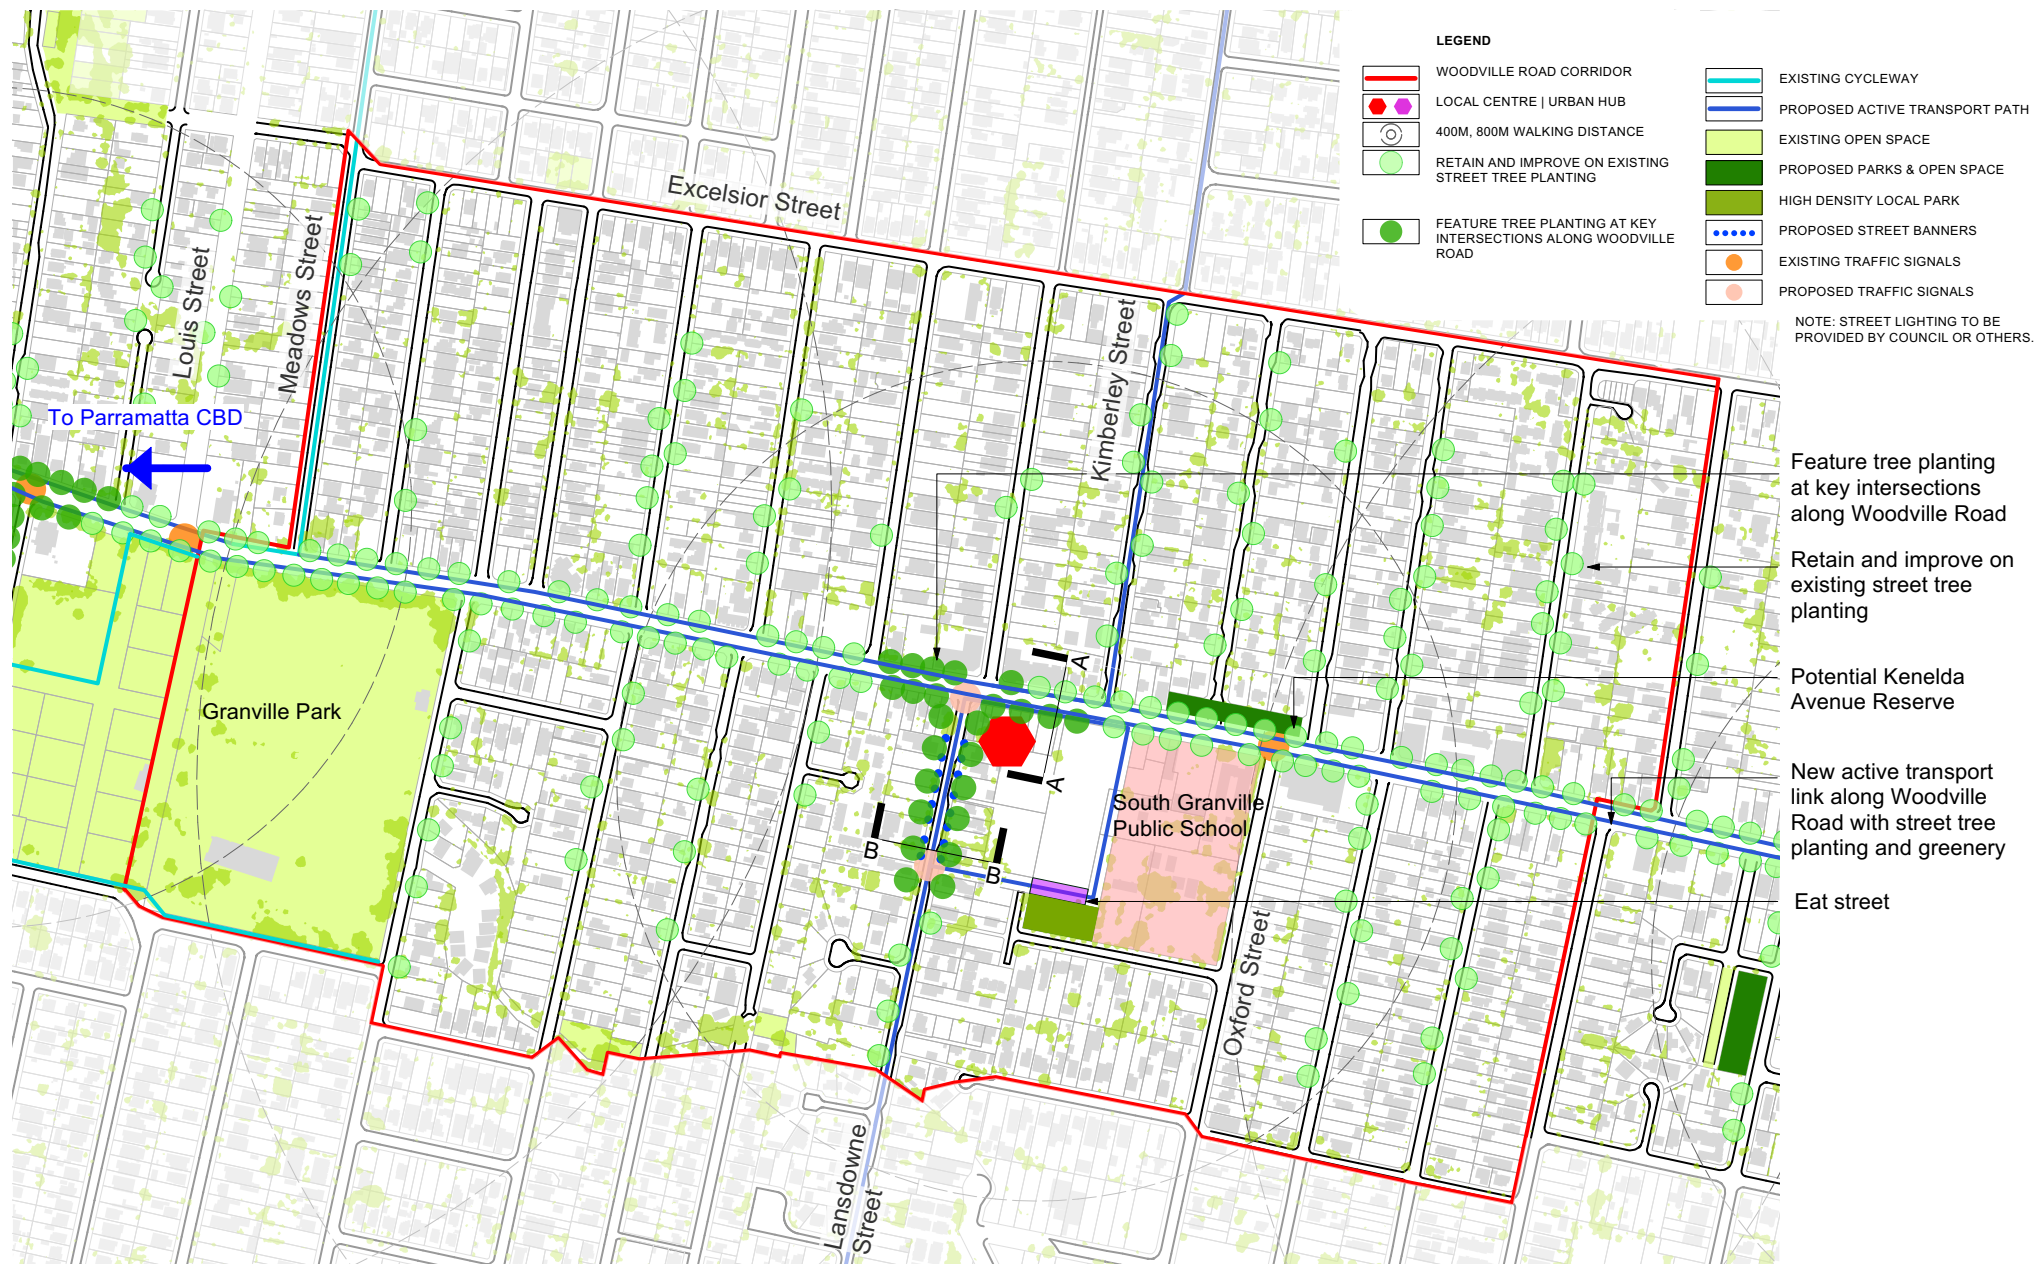 LEGEND
WOODVILLE ROAD CORRIDOR
LOCAL CENTRE | URBAN HUB
400M, 800M WALKING DISTANCE
RETAIN AND IMPROVE ON EXISTING
STREET TREE PLANTING
FEATURE TREE PLANTING AT KEY
INTERSECTIONS ALONG WOODVILLE
ROAD
EXISTING CYCLEWAY
PROPOSED ACTIVE TRANSPORT PATH
EXISTING OPEN SPACE
PROPOSED PARKS & OPEN SPACE
HIGH DENSITY LOCAL PARK
PROPOSED STREET BANNERS
EXISTING TRAFFIC SIGNALS
PROPOSED TRAFFIC SIGNALS
NOTE: STREET LIGHTING TO BE
PROVIDED BY COUNCIL OR OTHERS.
Excelsior Street
Louis Street
Meadows Street
Kimberley Street
To Parramatta CBD
Feature tree planting
at key intersections
along Woodville Road
Retain and improve on
existing street tree
planting
Potential Kenelda
Avenue Reserve
New active transport
link along Woodville
Road with street tree
planting and greenery
Eat street
Granville Park
A
A
South Granville
Public School
B
B
Oxford Street
Lansdowne
Street